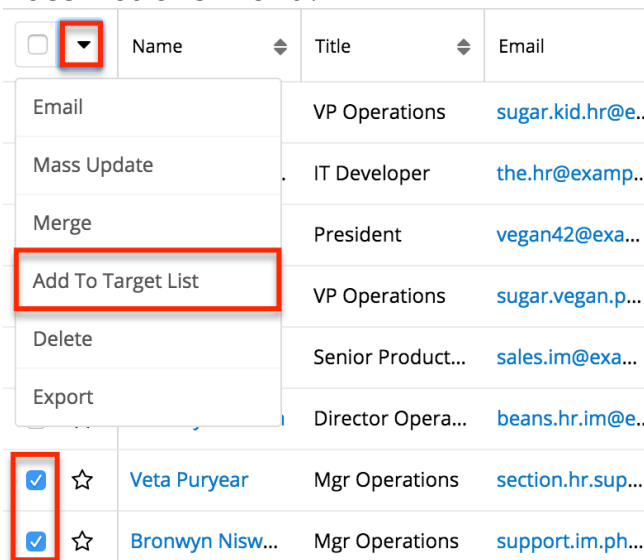 Name Title Email
Email VP Operations sugar.kid.hr@e..
Mass Update . IT Developer the.hr@examp..
Merge President vegan42@exa...
Add To Target List VP Operations sugar.vegan.p...
Delete Senior Product... sales.im@exa...
Export Director Opera... beans.hr.im@e..
Veta Puryear Mgr Operations section.hr.sup...
Bronwyn Nisw... Mgr Operations support.im.ph...